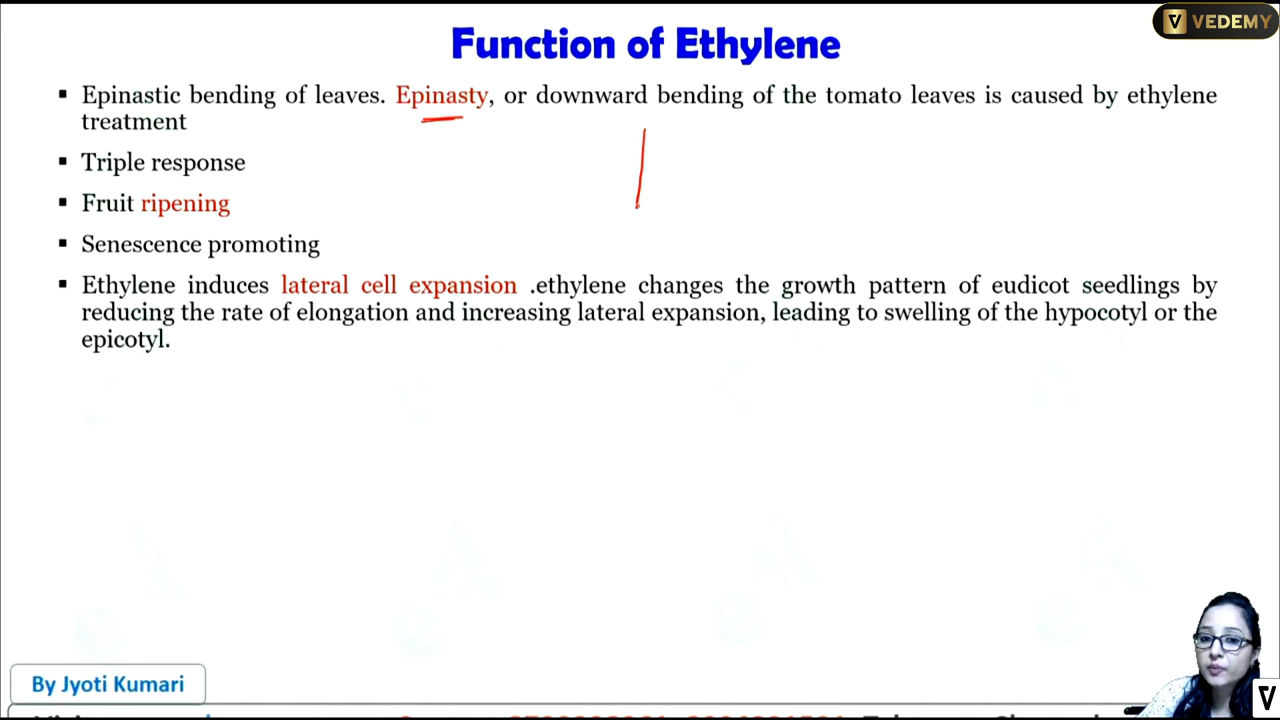 VEDEMY
Function of Ethylene
▪ Epinastic bending of leaves. Epinasty, or downward bending of the tomato leaves is caused by ethylene
treatment
▪ Triple response
▪ Fruit ripening
▪ Senescence promoting
▪ Ethylene induces lateral cell expansion .ethylene changes the growth pattern of eudicot seedlings by
reducing the rate of elongation and increasing lateral expansion, leading to swelling of the hypocotyl or the
epicotyl.
By Jyoti Kumari